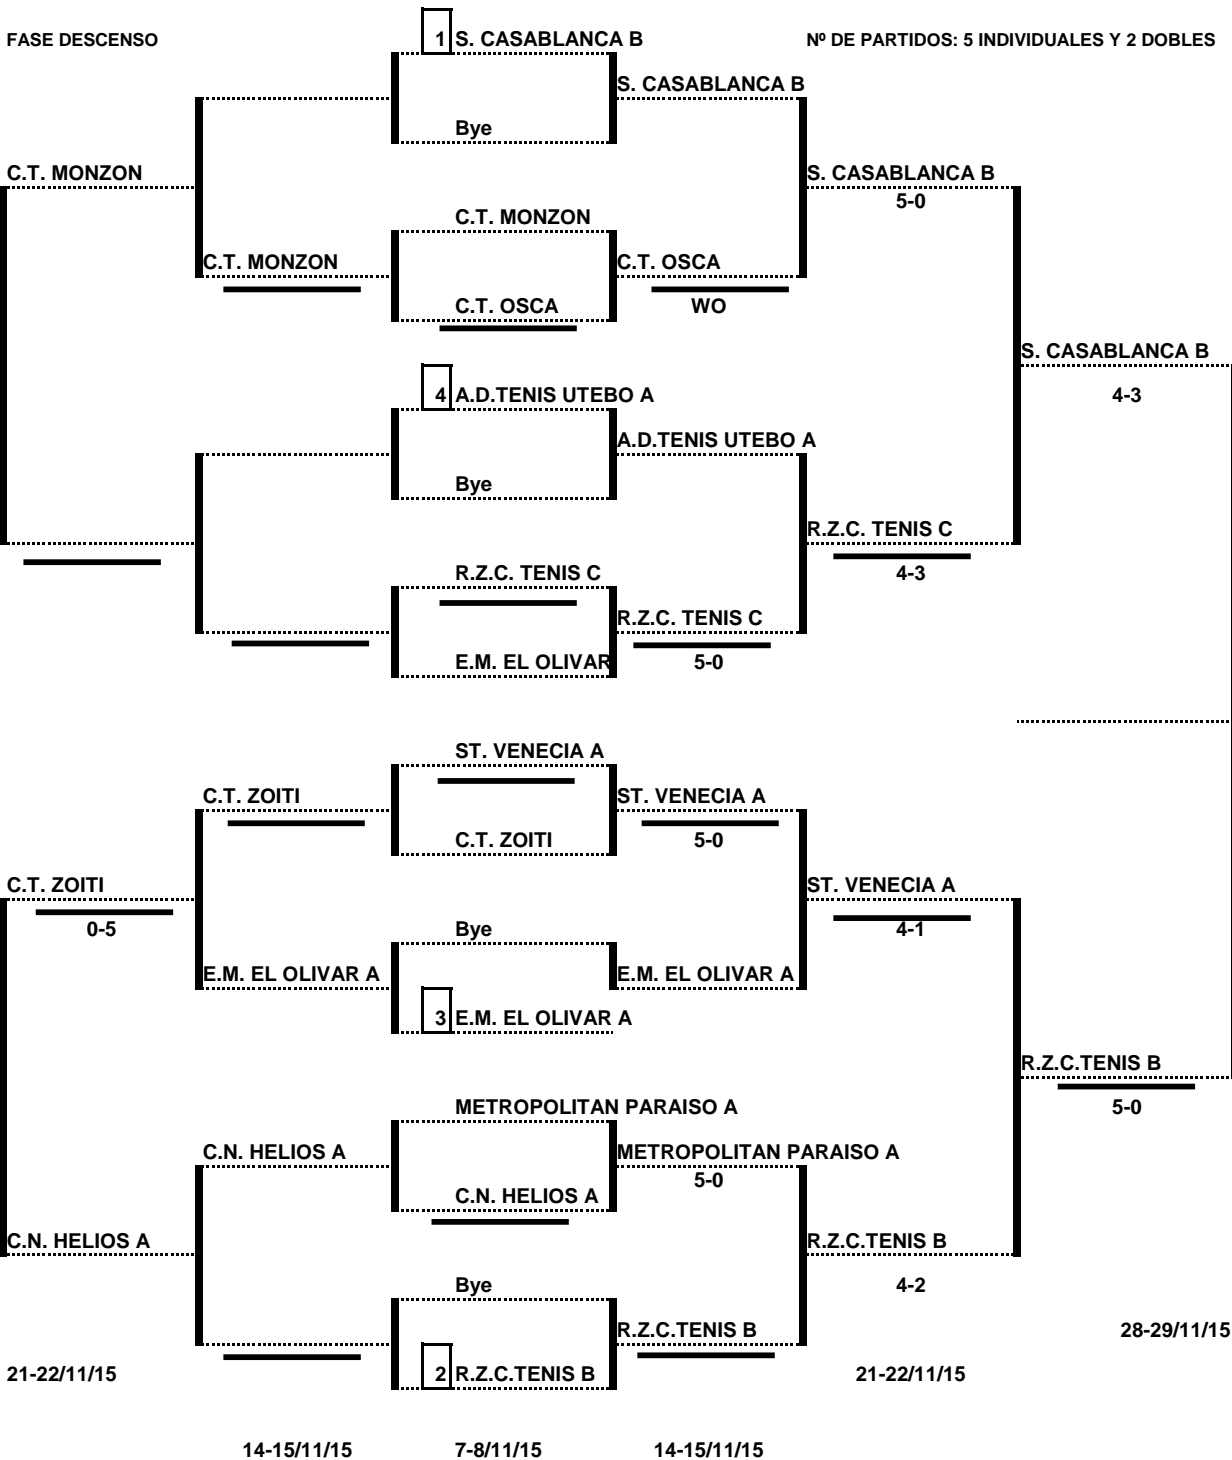 FASE DESCENSO
1 S. CASABLANCA B
Nº DE PARTIDOS: 5 INDIVIDUALES Y 2 DOBLES
S. CASABLANCA B
Bye
C.T. MONZON
S. CASABLANCA B
5-0
C.T. MONZON
C.T. MONZON
C.T. OSCA
C.T. OSCA
WO
S. CASABLANCA B
4 A.D.TENIS UTEBO A
4-3
A.D.TENIS UTEBO A
Bye
R.Z.C. TENIS C
R.Z.C. TENIS C
4-3
R.Z.C. TENIS C
E.M. EL OLIVAR
5-0
ST. VENECIA A
C.T. ZOITI
ST. VENECIA A
C.T. ZOITI
5-0
C.T. ZOITI
ST. VENECIA A
0-5
Bye
4-1
E.M. EL OLIVAR A
E.M. EL OLIVAR A
3 E.M. EL OLIVAR A
R.Z.C.TENIS B
METROPOLITAN PARAISO A
5-0
C.N. HELIOS A
METROPOLITAN PARAISO A
5-0
C.N. HELIOS A
C.N. HELIOS A
R.Z.C.TENIS B
Bye
4-2
R.Z.C.TENIS B
28-29/11/15
21-22/11/15
2 R.Z.C.TENIS B
21-22/11/15
14-15/11/15
7-8/11/15
14-15/11/15